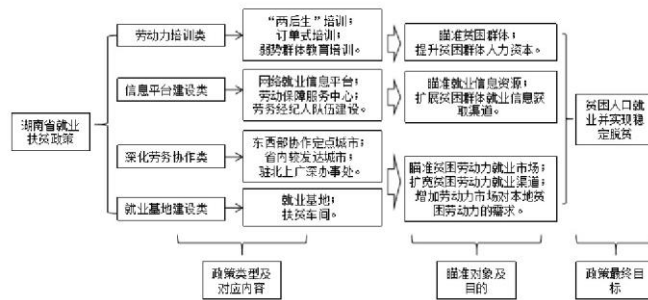 劳动力培训类
“两后生”培训；
订单式培训；
弱势群体教育培训。
瞄准贫困群体；
提升贫困群体人力资本。
信息平台建设类
网络就业信息平台；
劳动保障服务中心；
劳务经纪人队伍建设。
瞄准就业信息资源；
扩展贫困群体就业信息获
取渠道。
湖南省就业
扶贫政策
贫困人口就
业并实现稳
定脱贫
深化劳务协作类
东西部协作定点城市；
省内较发达城市；
驻北上广深办事处。
瞄准贫困劳动力就业市场；
扩宽贫困劳动力就业渠道；
增加劳动力市场对本地贫
困劳动力的需求。
就业基地建设类
就业基地；
扶贫车间。
政策类型及
对应内容
瞄准对象及
目的
政策最终目
标